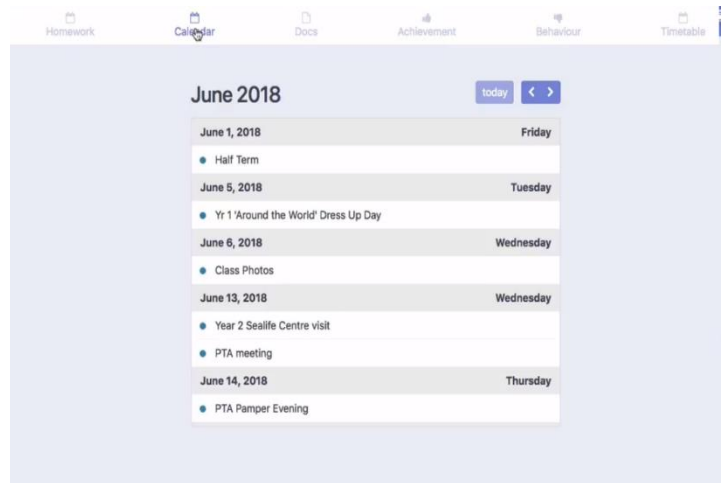 Homework Calendar Docs Achievement Behaviour Timetable
June 2018 today
June 1, 2018 Friday
Half Term
June 5, 2018 Tuesday
Yr 1 'Around the World' Dress Up Day
June 6, 2018 Wednesday
Class Photos
June 13, 2018 Wednesday
Year 2 Sealife Centre visit
PTA meeting
June 14, 2018 Thursday
PTA Pamper Evening